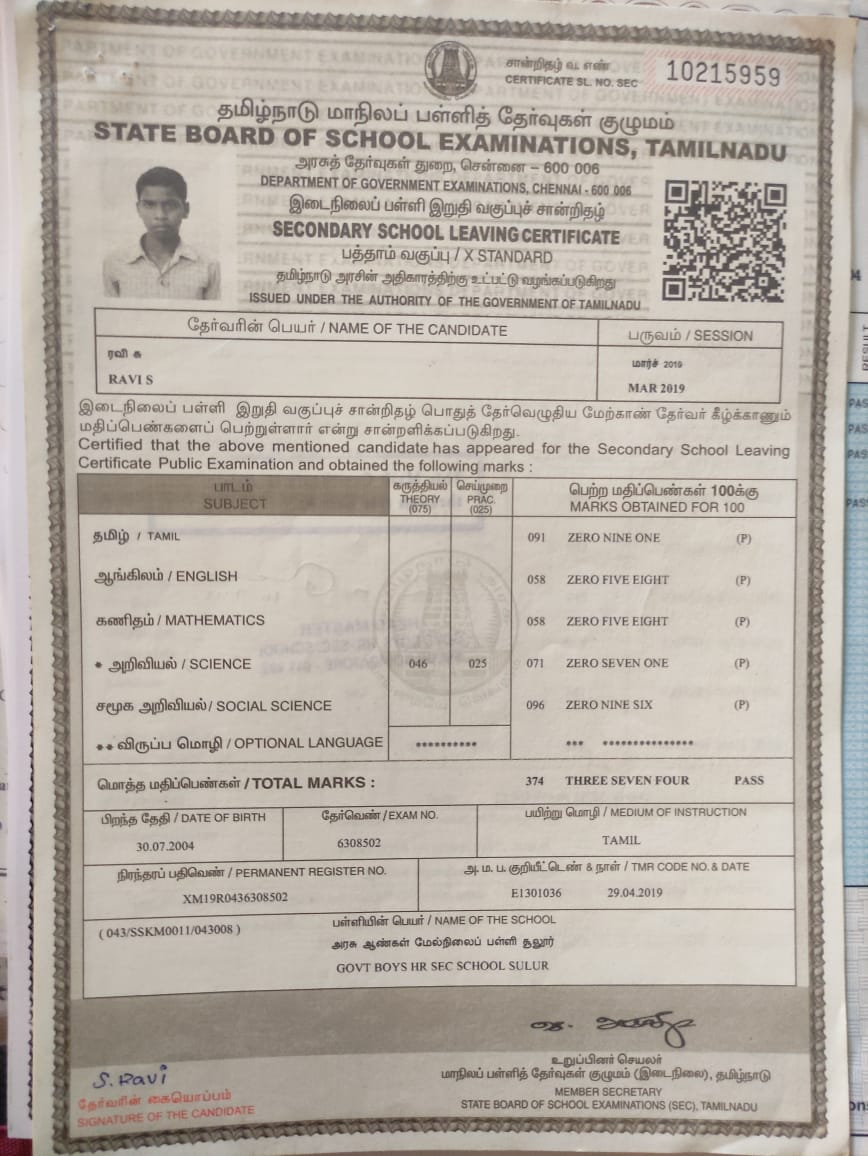 சான்றிதழ் வ. எண்
CERTIFICATE SL. NO. SEC 10215959
தமிழ்நாடு மாநிலப் பள்ளித் தேர்வுகள் குழுமம்
STATE BOARD OF SCHOOL EXAMINATIONS, TAMILNADU
அரசுத் தேர்வுகள் துறை, சென்னை – 600 006
DEPARTMENT OF GOVERNMENT EXAMINATIONS, CHENNAI - 600 006
இடைநிலைப் பள்ளி இறுதி வகுப்புச் சான்றிதழ்
SECONDARY SCHOOL LEAVING CERTIFICATE
பத்தாம் வகுப்பு / X STANDARD
தமிழ்நாடு அரசின் அதிகாரத்திற்கு உட்பட்டு வழங்கப்படுகிறது
ISSUED UNDER THE AUTHORITY OF THE GOVERNMENT OF TAMILNADU
தேர்வரின் பெயர் / NAME OF THE CANDIDATE பருவம் / SESSION
ரவி சு மார்ச் 2019
RAVI S MAR 2019
இடைநிலைப் பள்ளி இறுதி வகுப்புச் சான்றிதழ் பொதுத் தேர்வெழுதிய மேற்காண் தேர்வர் கீழ்க்காணும்
மதிப்பெண்களைப் பெற்றுள்ளார் என்று சான்றளிக்கப்படுகிறது.
Certified that the above mentioned candidate has appeared for the Secondary School Leaving
Certificate Public Examination and obtained the following marks :
பாடம் கருத்தியல் செய்முறை பெற்ற மதிப்பெண்கள் 100க்கு
SUBJECT THEORY (075) PRAC. (025) MARKS OBTAINED FOR 100
தமிழ் / TAMIL 091 ZERO NINE ONE (P)
ஆங்கிலம் / ENGLISH 058 ZERO FIVE EIGHT (P)
கணிதம் / MATHEMATICS 058 ZERO FIVE EIGHT (P)
* அறிவியல் / SCIENCE 046 025 071 ZERO SEVEN ONE (P)
சமூக அறிவியல் / SOCIAL SCIENCE 096 ZERO NINE SIX (P)
** விருப்ப மொழி / OPTIONAL LANGUAGE ********** *** ***************
மொத்த மதிப்பெண்கள் / TOTAL MARKS : 374 THREE SEVEN FOUR PASS
பிறந்த தேதி / DATE OF BIRTH தேர்வெண் / EXAM NO. பயிற்று மொழி / MEDIUM OF INSTRUCTION
30.07.2004 6308502 TAMIL
நிரந்தரப் பதிவெண் / PERMANENT REGISTER NO. அ. ம. ப. குறியீட்டெண் & நாள் / TMR CODE NO. & DATE
XM19R0436308502 E1301036 29.04.2019
( 043/SSKM0011/043008 ) பள்ளியின் பெயர் / NAME OF THE SCHOOL
அரசு ஆண்கள் மேல்நிலைப் பள்ளி சூலூர்
GOVT BOYS HR SEC SCHOOL SULUR
S. Ravi
தேர்வரின் கையொப்பம்
SIGNATURE OF THE CANDIDATE
உறுப்பினர் செயலர்
மாநிலப் பள்ளித் தேர்வுகள் குழுமம் (இடைநிலை), தமிழ்நாடு
MEMBER SECRETARY
STATE BOARD OF SCHOOL EXAMINATIONS (SEC), TAMILNADU